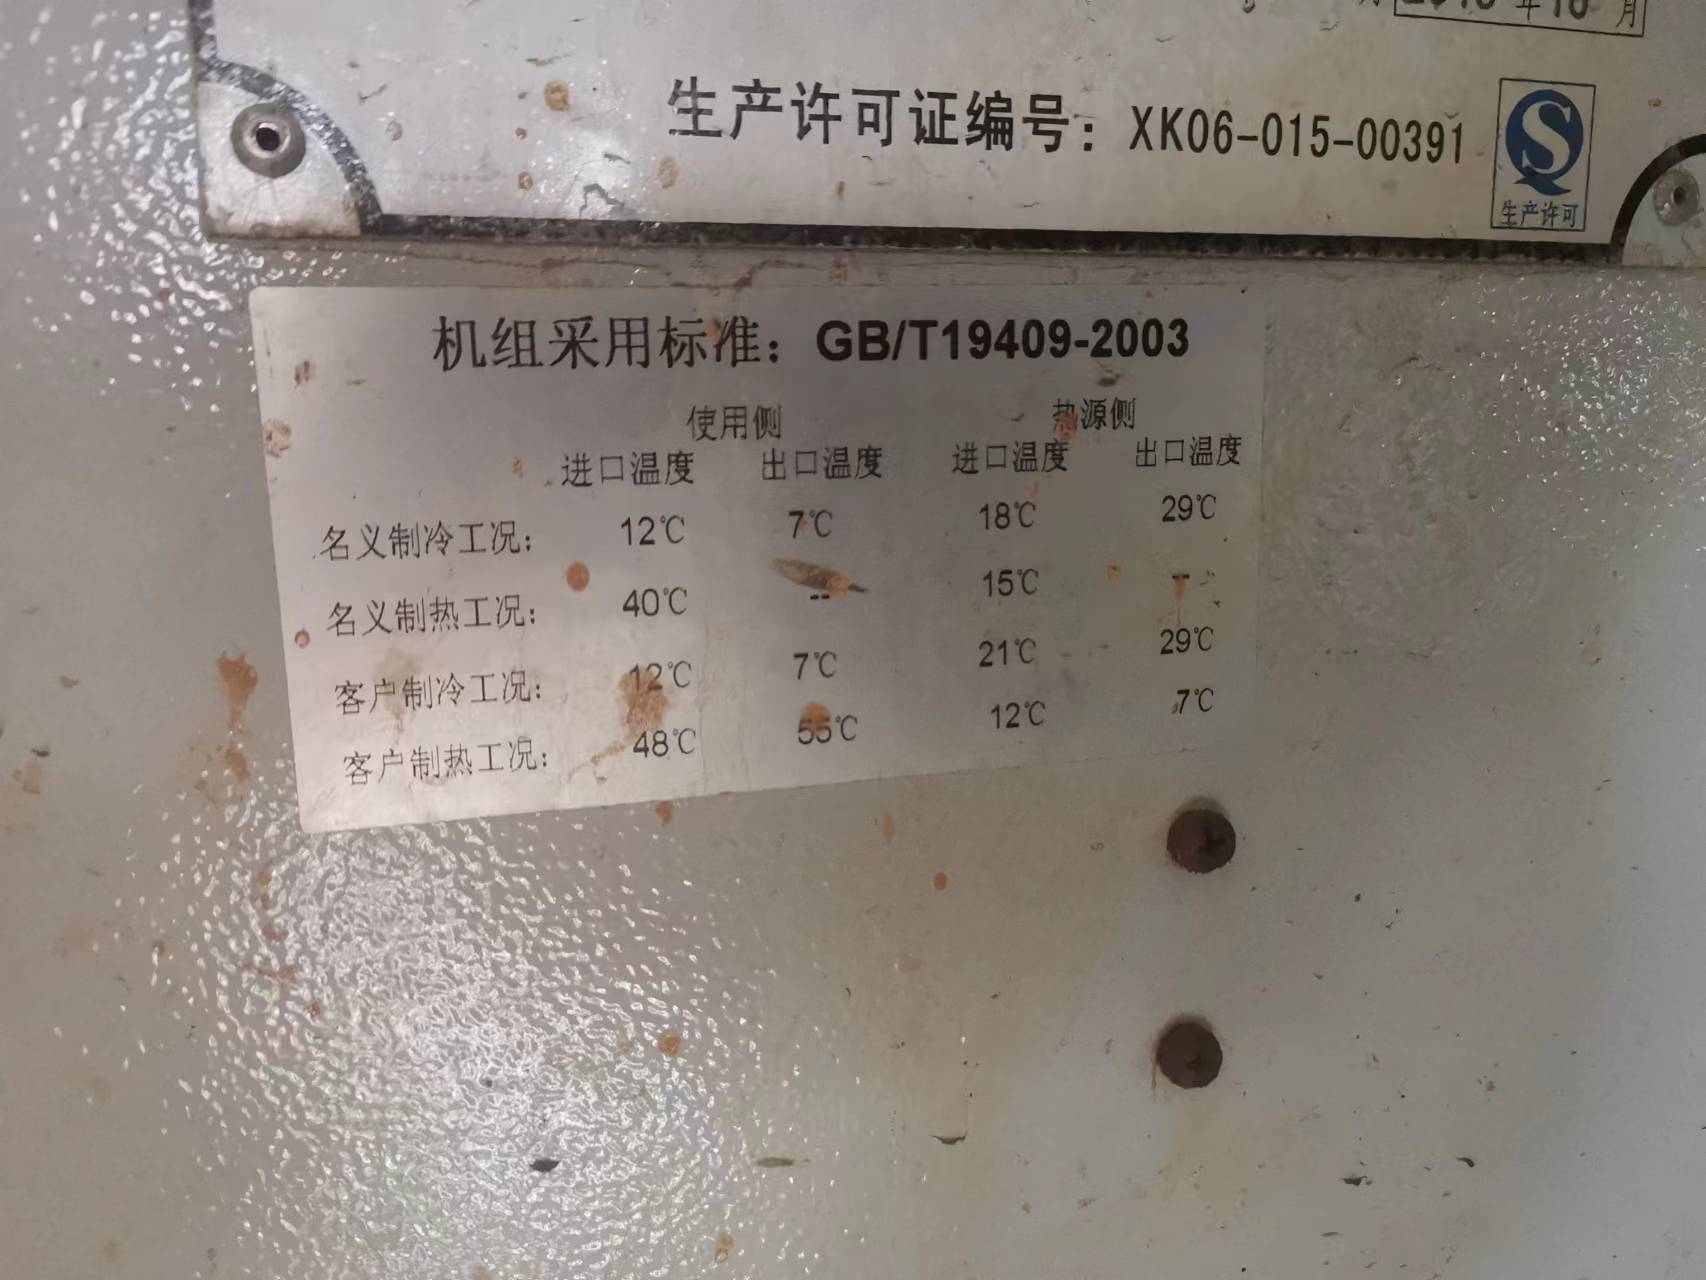 年10月
生产许可证编号：XK06-015-00391
生产许可
机组采用标准：GB/T19409-2003
使用侧 热源侧
进口温度 出口温度 进口温度 出口温度
名义制冷工况： 12℃ 7℃ 18℃ 29℃
名义制热工况： 40℃ -- 15℃ --
客户制冷工况： 12℃ 7℃ 21℃ 29℃
客户制热工况： 48℃ 55℃ 12℃ 7℃